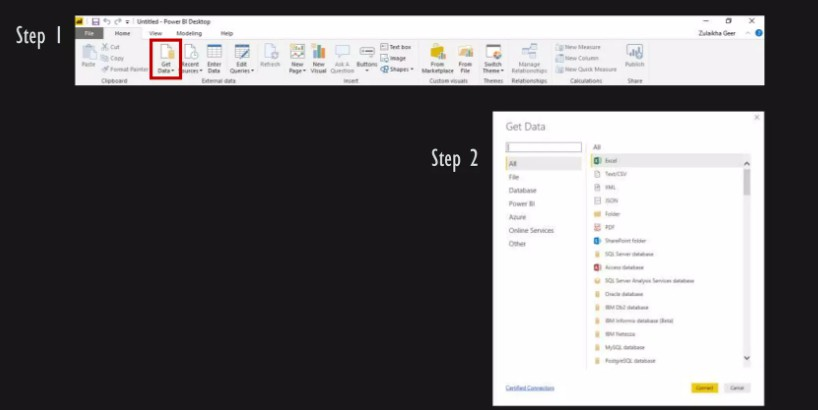 Step 1
Untitled - Power BI Desktop
File Home View Modeling Help
Zulaikha Geer
Paste
Cut
Copy
Format Painter
Clipboard
Get Data
Recent Sources
Enter Data
Edit Queries
Refresh
External data
New Page
New Visual
Ask A Question
Buttons
Text box
Image
Shapes
Insert
From Marketplace
From File
Custom visuals
Switch Theme
Themes
Manage Relationships
Relationships
New Measure
New Column
New Quick Measure
Calculations
Publish
Share
Step 2
Get Data
All
File
Database
Power BI
Azure
Online Services
Other
All
Excel
Text/CSV
XML
JSON
Folder
PDF
SharePoint folder
SQL Server database
Access database
SQL Server Analysis Services database
Oracle database
IBM Db2 database
IBM Informix database (Beta)
IBM Netezza
MySQL database
PostgreSQL database
Certified Connectors
Connect
Cancel